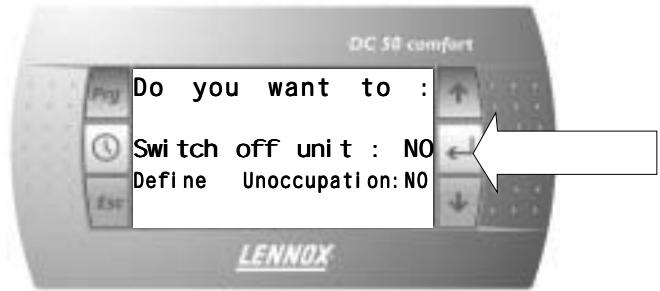 DC 50 comfort
Prg
Do you want to :
Switch off unit : NO
Define Unoccupation:NO
Esc
LENNOX